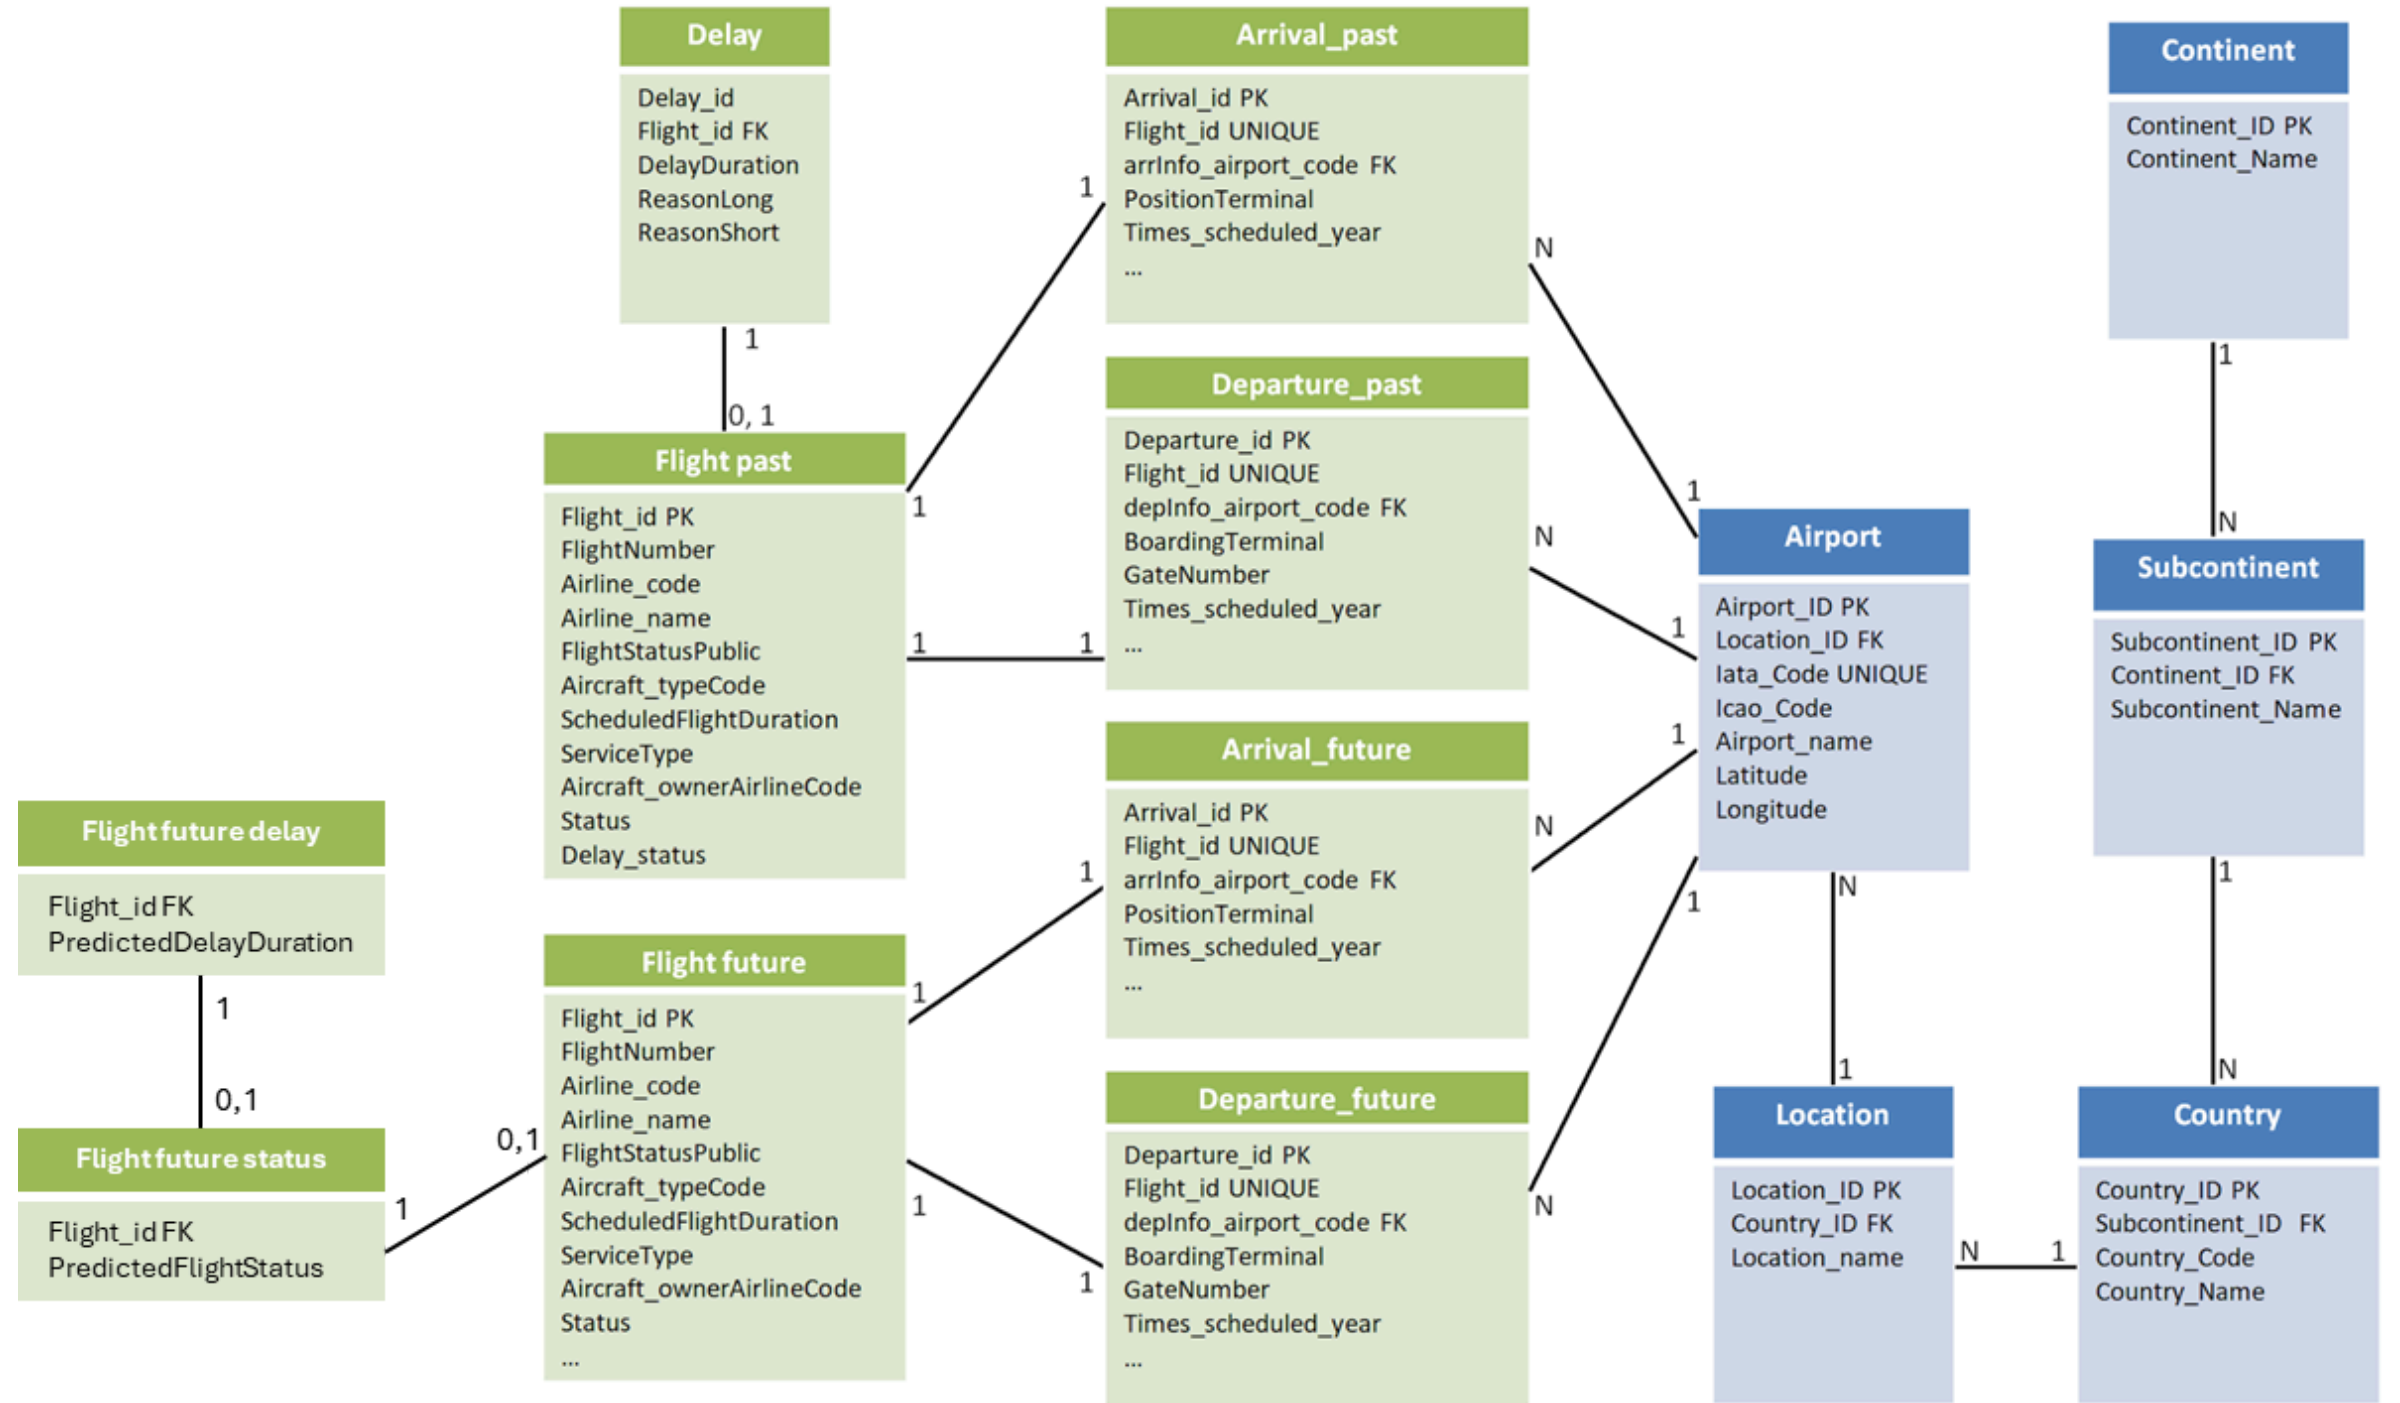 Delay
Delay_id
Flight_id FK
DelayDuration
ReasonLong
ReasonShort
1
0, 1
Flight past
Flight_id PK
FlightNumber
Airline_code
Airline_name
FlightStatusPublic
Aircraft_typeCode
ScheduledFlightDuration
ServiceType
Aircraft_ownerAirlineCode
Status
Delay_status
1
1
1
1
Arrival_past
Arrival_id PK
Flight_id UNIQUE
arrInfo_airport_code FK
PositionTerminal
Times_scheduled_year
...
N
1
Departure_past
Departure_id PK
Flight_id UNIQUE
depInfo_airport_code FK
BoardingTerminal
GateNumber
Times_scheduled_year
...
N
1
Arrival_future
Arrival_id PK
Flight_id UNIQUE
arrInfo_airport_code FK
PositionTerminal
Times_scheduled_year
...
N
1
Departure_future
Departure_id PK
Flight_id UNIQUE
depInfo_airport_code FK
BoardingTerminal
GateNumber
Times_scheduled_year
...
N
1
Flight future delay
Flight_id FK
PredictedDelayDuration
1
0,1
Flight future status
Flight_id FK
PredictedFlightStatus
1
0,1
Flight future
Flight_id PK
FlightNumber
Airline_code
Airline_name
FlightStatusPublic
Aircraft_typeCode
ScheduledFlightDuration
ServiceType
Aircraft_ownerAirlineCode
Status
...
1
1
1
1
Airport
Airport_ID PK
Location_ID FK
Iata_Code UNIQUE
Icao_Code
Airport_name
Latitude
Longitude
N
1
Location
Location_ID PK
Country_ID FK
Location_name
N
1
Continent
Continent_ID PK
Continent_Name
1
N
Subcontinent
Subcontinent_ID PK
Continent_ID FK
Subcontinent_Name
1
N
Country
Country_ID PK
Subcontinent_ID FK
Country_Code
Country_Name